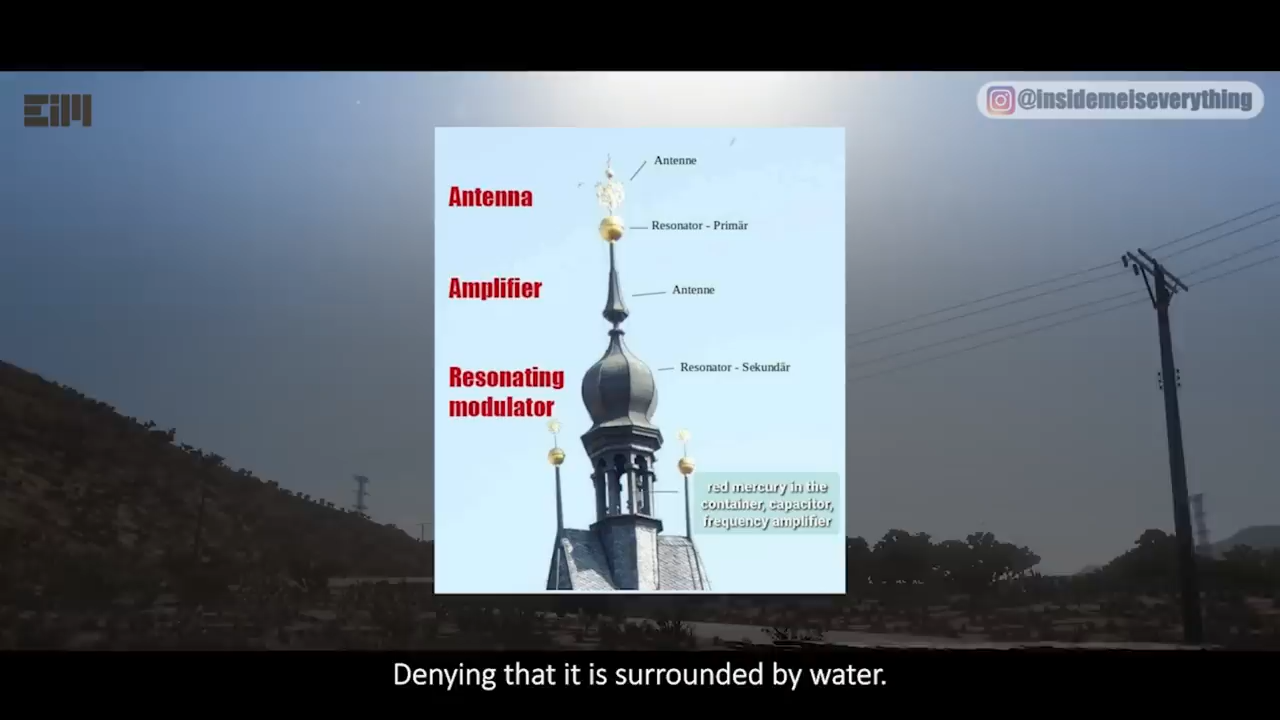 EiM
@insidemeiseverything
Antenna
Antenne
Resonator - Primär
Amplifier
Antenne
Resonator - Sekundär
Resonating
modulator
red mercury in the
container, capacitor,
frequency amplifier
Denying that it is surrounded by water.